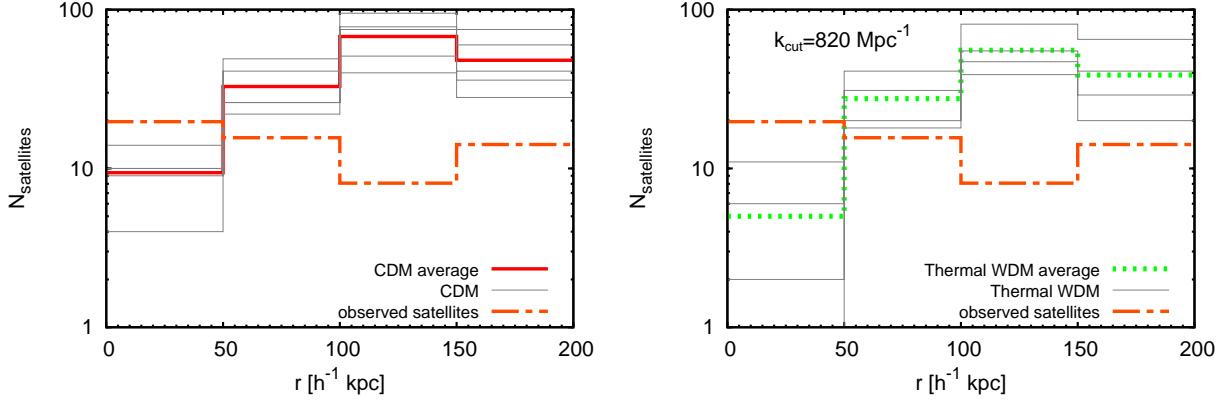 100
10
1
N_satellites
0 50 100 150 200
r [h^-1 kpc]
CDM average
CDM
observed satellites
k_cut=820 Mpc^-1
100
10
1
N_satellites
0 50 100 150 200
r [h^-1 kpc]
Thermal WDM average
Thermal WDM
observed satellites